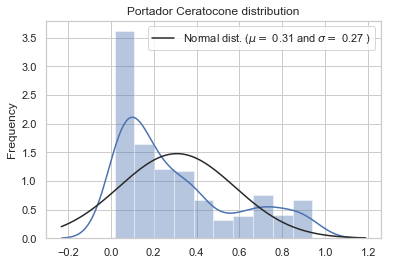 Portador Ceratocone distribution
Normal dist. (μ = 0.31 and σ = 0.27 )
Frequency
3.5
3.0
2.5
2.0
1.5
1.0
0.5
0.0
−0.2 0.0 0.2 0.4 0.6 0.8 1.0 1.2